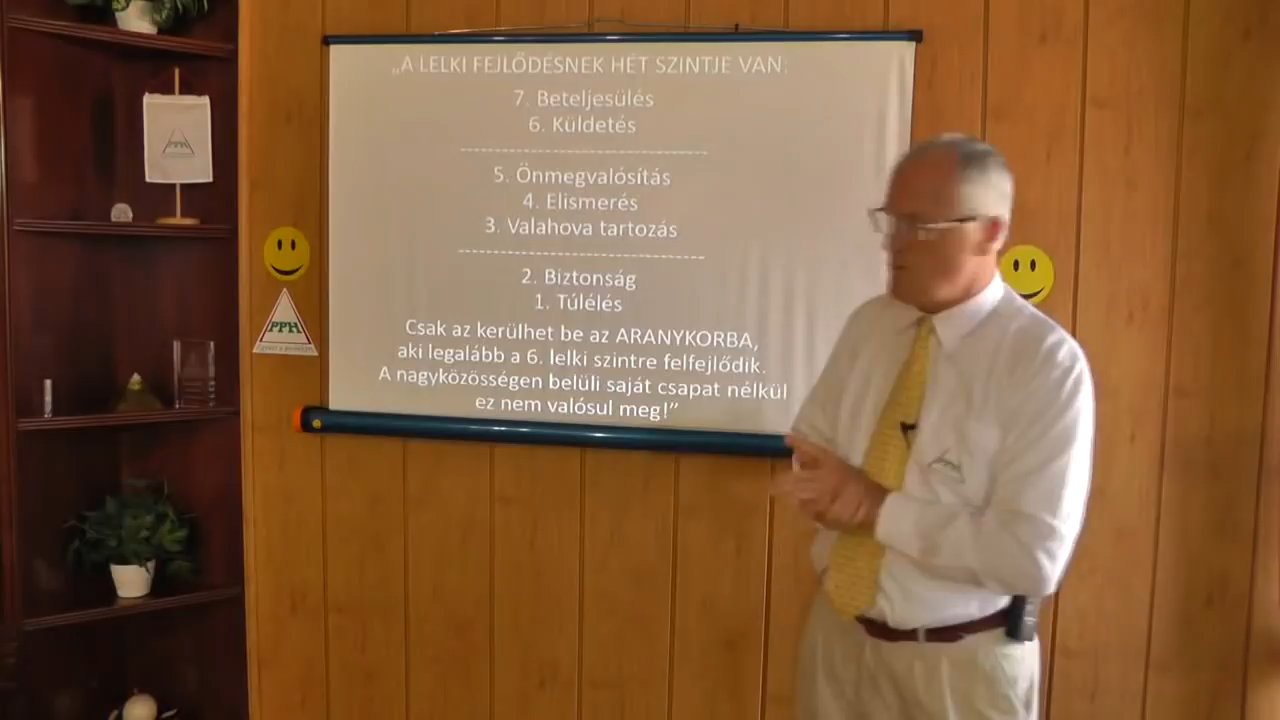 „A LELKI FEJLŐDÉSNEK HÉT SZINTJE VAN:
7. Beteljesülés
6. Küldetés
5. Önmegvalósítás
4. Elismerés
3. Valahova tartozás
2. Biztonság
1. Túlélés
Csak az kerülhet be az ARANYKORBA,
aki legalább a 6. lelki szintre felfejlődik.
A nagyközösségen belüli saját csapat nélkül
ez nem valósul meg!”
PPH
PPH